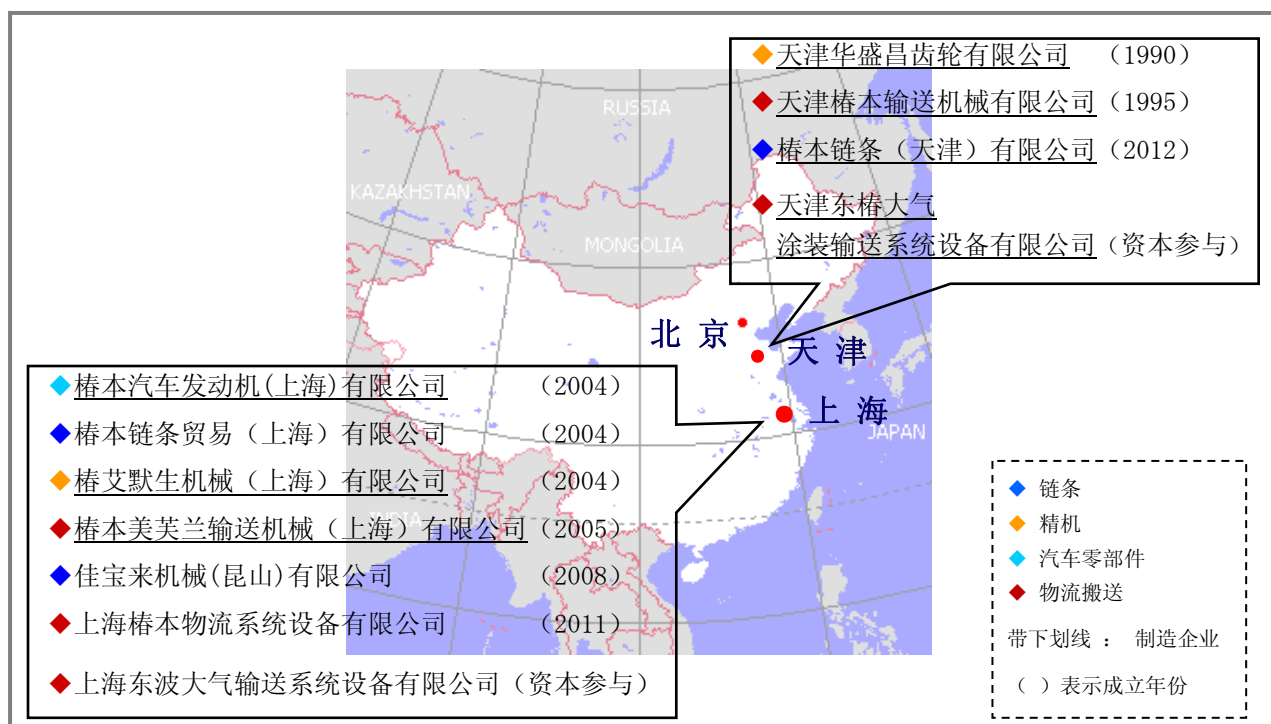 ◆天津华盛昌齿轮有限公司 （1990）
◆天津椿本输送机械有限公司（1995）
◆椿本链条（天津）有限公司（2012）
◆天津东椿大气
涂装输送系统设备有限公司（资本参与）
RUSSIA
KAZAKHSTAN
MONGOLIA
北 京
天 津
上 海
JAPAN
INDIA
◆椿本汽车发动机(上海)有限公司 （2004）
◆椿本链条贸易（上海）有限公司 （2004）
◆椿艾默生机械（上海）有限公司 （2004）
◆椿本美芙兰输送机械（上海）有限公司（2005）
◆佳宝来机械(昆山)有限公司 （2008）
◆上海椿本物流系统设备有限公司 （2011）
◆上海东波大气输送系统设备有限公司（资本参与）
◆ 链条
◆ 精机
◆ 汽车零部件
◆ 物流搬送
带下划线 ： 制造企业
（ ）表示成立年份